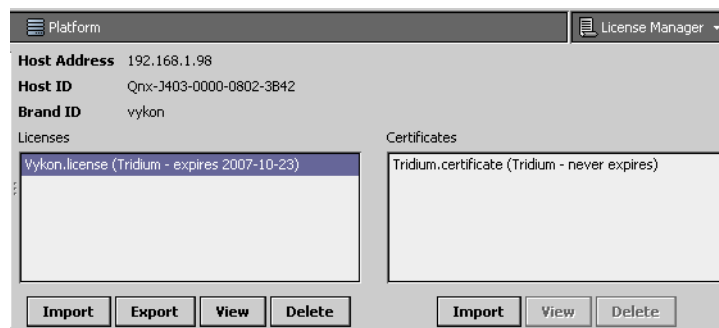 Platform
License Manager
Host Address 192.168.1.98
Host ID Qnx-J403-0000-0802-3B42
Brand ID vykon
Licenses
Certificates
Vykon.license (Tridium - expires 2007-10-23)
Tridium.certificate (Tridium - never expires)
Import Export View Delete
Import View Delete